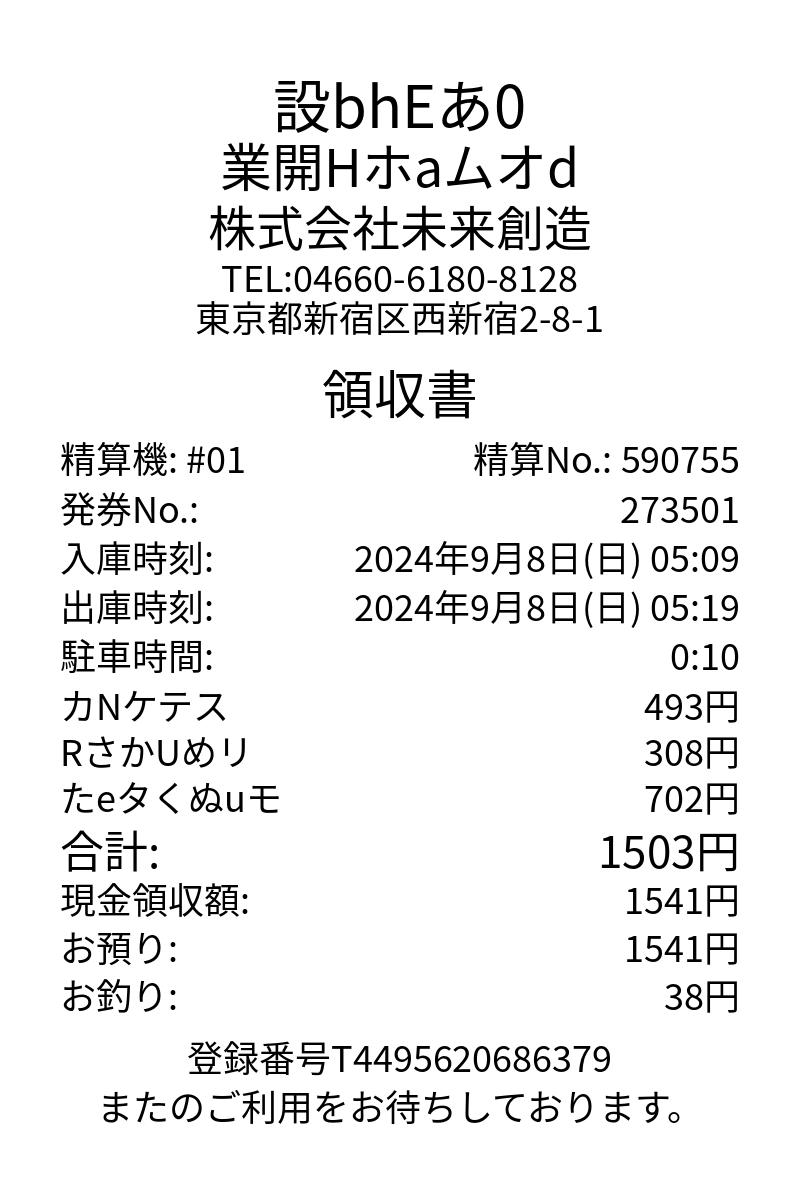 設bhEあ0
業開Hホaムオd
株式会社未来創造
TEL:04660-6180-8128
東京都新宿区西新宿2-8-1
領収書
精算機: #01 精算No.: 590755
発券No.: 273501
入庫時刻: 2024年9月8日(日) 05:09
出庫時刻: 2024年9月8日(日) 05:19
駐車時間: 0:10
カNケテス 493円
RさかUめリ 308円
たeタくぬuモ 702円
合計: 1503円
現金領収額: 1541円
お預り: 1541円
お釣り: 38円
登録番号T4495620686379
またのご利用をお待ちしております。